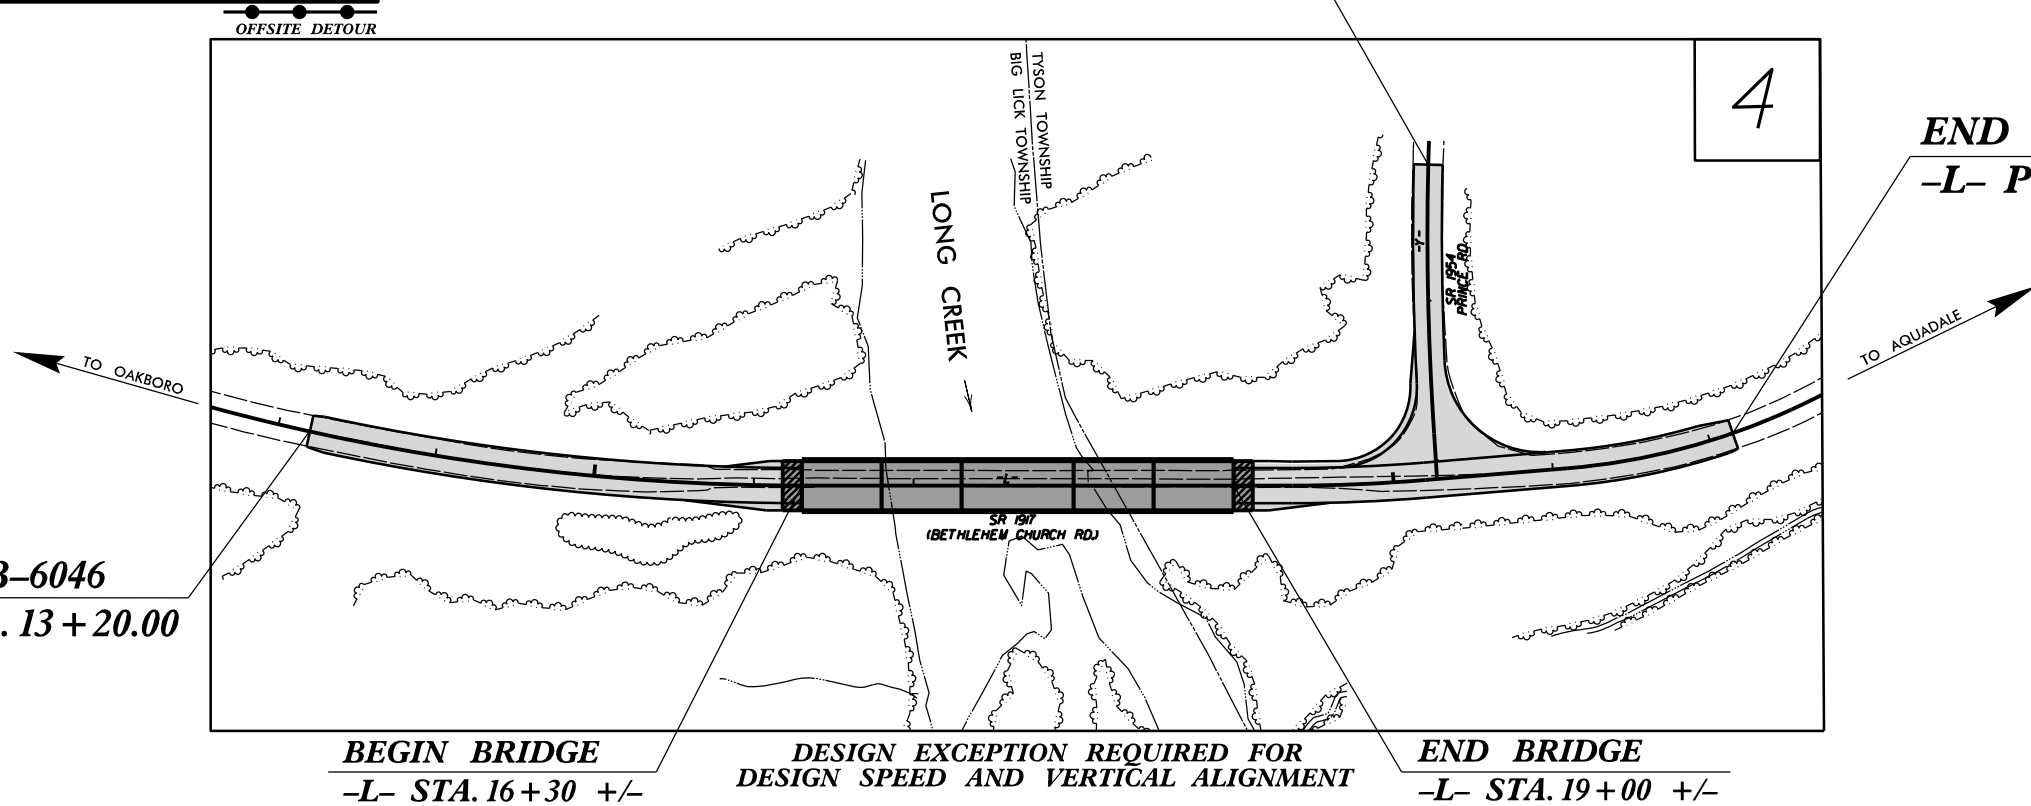 OFFSITE DETOUR
TYSON TOWNSHIP
BIG LICK TOWNSHIP
4
END
–L– P
LONG CREEK
–Y–
SR 1954
PRINCE RD.
TO OAKBORO
TO AQUADALE
–L–
SR 1917
(BETHLEHEM CHURCH RD.)
B–6046
. 13 + 20.00
BEGIN BRIDGE
–L– STA. 16 + 30 +/–
DESIGN EXCEPTION REQUIRED FOR
DESIGN SPEED AND VERTICAL ALIGNMENT
END BRIDGE
–L– STA. 19 + 00 +/–